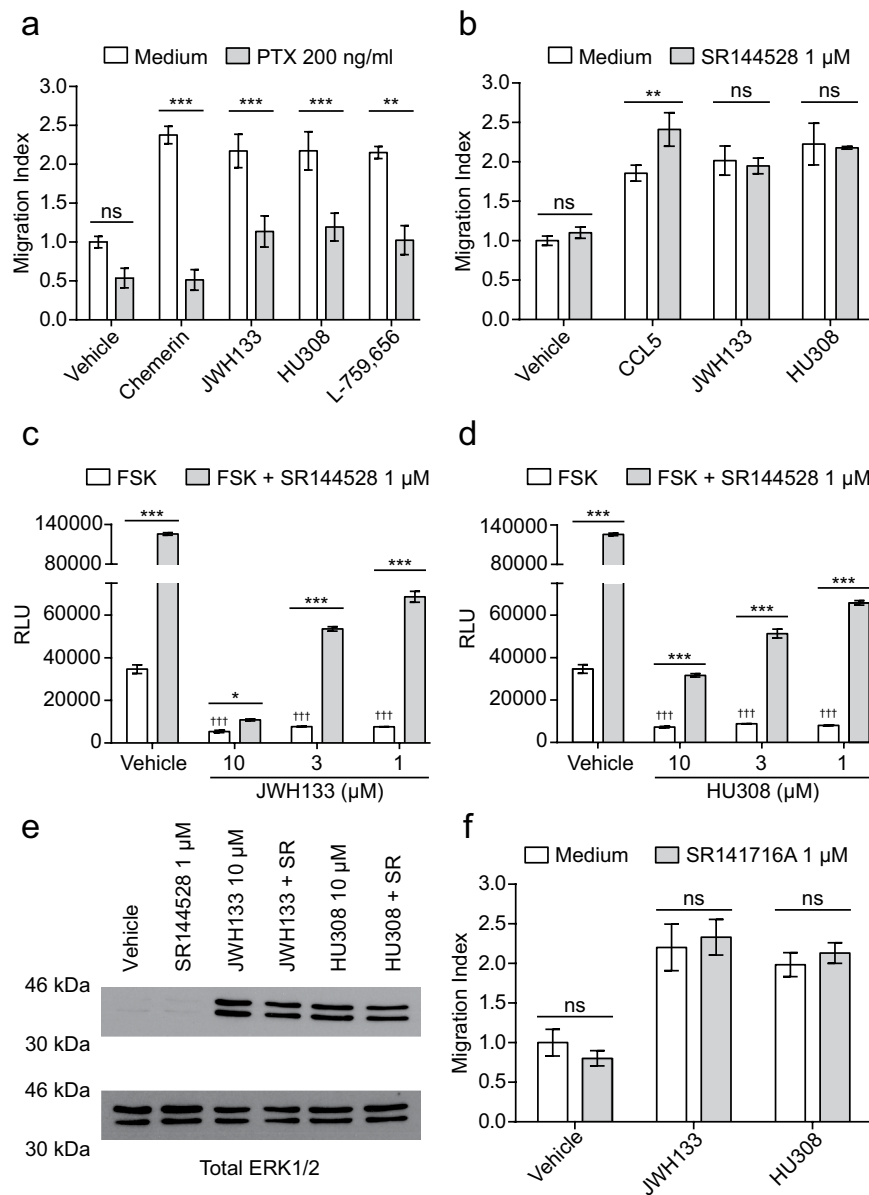 a
Medium PTX 200 ng/ml
*** *** *** **
ns
3.0
2.5
2.0
1.5
1.0
0.5
0.0
Migration Index
Vehicle
Chemerin
JWH133
HU308
L-759,656
b
Medium SR144528 1 µM
** ns ns
ns
3.0
2.5
2.0
1.5
1.0
0.5
0.0
Migration Index
Vehicle
CCL5
JWH133
HU308
c
FSK FSK + SR144528 1 µM
***
***
***
*
††† ††† †††
140000
80000
60000
40000
20000
0
RLU
Vehicle 10 3 1
JWH133 (µM)
d
FSK FSK + SR144528 1 µM
***
***
***
***
††† ††† †††
140000
80000
60000
40000
20000
0
RLU
Vehicle 10 3 1
HU308 (µM)
e
Vehicle
SR144528 1 µM
JWH133 10 µM
JWH133 + SR
HU308 10 µM
HU308 + SR
46 kDa
30 kDa
46 kDa
30 kDa
Total ERK1/2
f
Medium SR141716A 1 µM
ns ns
ns
3.0
2.5
2.0
1.5
1.0
0.5
0.0
Migration Index
Vehicle
JWH133
HU308